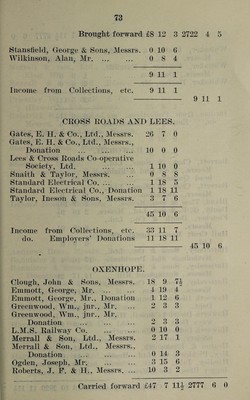 73
Brought forward £8 12 3 2722 4 5
Stansfield, George & Sons, Messrs. 0 10 6
Wilkinson, Alan, Mr. ... ... 0 8 4
9 11 1
Income from Collections, etc. 9 11 1
9 11 1
CROSS ROADS AND LEES.
Gates, E. H. & Co., Ltd., Messrs. 26 7 0
Gates, E. H. & Co., Ltd., Messrs.,
Donation ... ... ... 10 0 0
Lees & Cross Roads Co-operative
Society, Ltd. ... ... ... 1 10 0
Snaith & Taylor, Messrs. ... 0 8 0
Standard Electrical Co. ... ... 1 18 5
Standard Electrical Co., Donation 1 18 11
Taylor, Incson & Sons, Messrs. 3 7 6
45 10 6
Income from Collections, etc. 33 11 7
do. Employers' Donations 11 18 11
45 10 6
OXENHOPE.
Clough, John & Sons, Messrs. 18 9 7½
Emmott, George, Mr. ... ... 4 19 4
Emmott, George, Mr., Donation 1 12 6
Greenwood, Wm., jnr., Mr. ... 2 3 3
Greenwood, Wm., jnr., Mr,
Donation ... ... ... 2 3 3
L.M.S. Railway Co. ... ... 0 10 0
Merrall & Son, Ltd., Messrs. 2 17 1
Merrall & Son, Ltd., Messrs.,
Donation ... ... ... 0 14 3
Ogden, Joseph, Mr. ... ... 3 15 6
Roberts, J. F. & H., Messrs, ... 10 3 2
Carried forward £47 7 11½ 2777 6 0